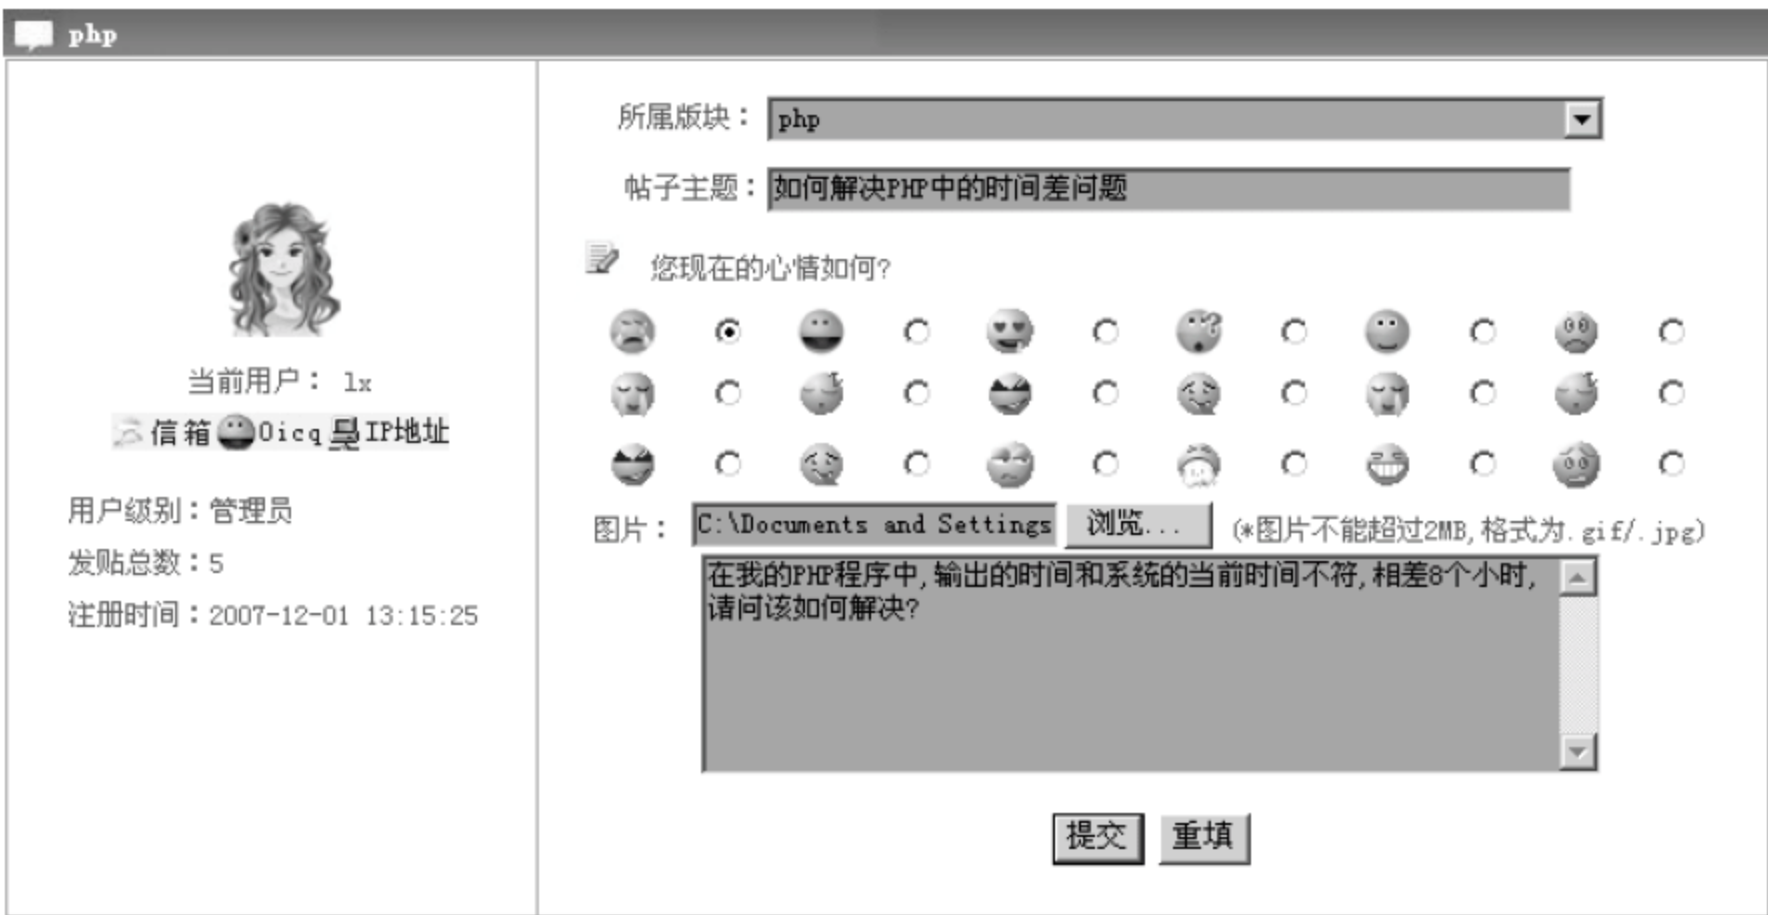 php
所属版块：php
帖子主题：如何解决PHP中的时间差问题
您现在的心情如何?
当前用户： lx
信箱 Oicq IP地址
用户级别：管理员
发贴总数：5
注册时间：2007-12-01 13:15:25
图片： C:\Documents and Settings 浏览... (*图片不能超过2MB,格式为.gif/.jpg)
在我的PHP程序中,输出的时间和系统的当前时间不符,相差8个小时,
请问该如何解决?
提交 重填